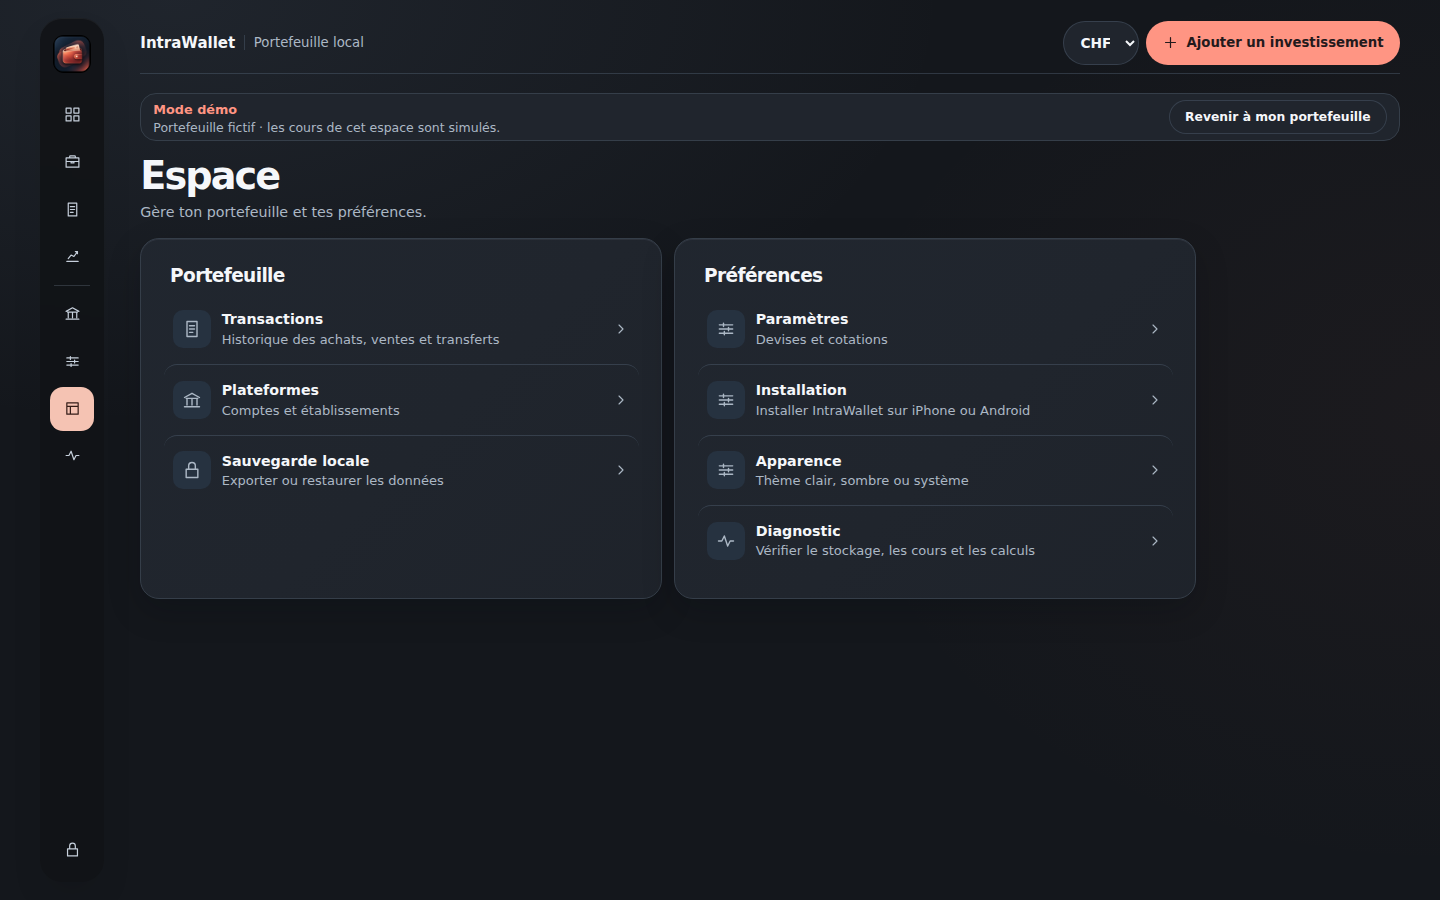 IntraWallet
Portefeuille local
CHF
Ajouter un investissement
Mode démo
Portefeuille fictif · les cours de cet espace sont simulés.
Revenir à mon portefeuille
Espace
Gère ton portefeuille et tes préférences.
Portefeuille
Transactions
Historique des achats, ventes et transferts
Plateformes
Comptes et établissements
Sauvegarde locale
Exporter ou restaurer les données
Préférences
Paramètres
Devises et cotations
Installation
Installer IntraWallet sur iPhone ou Android
Apparence
Thème clair, sombre ou système
Diagnostic
Vérifier le stockage, les cours et les calculs